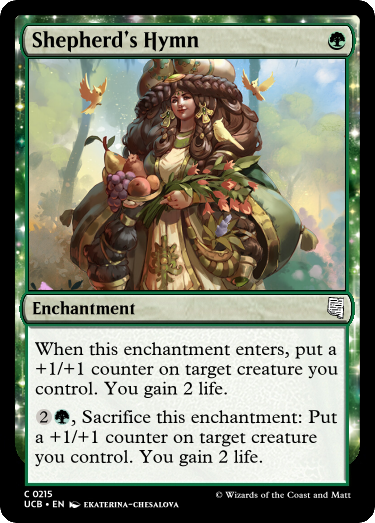 Shepherd's Hymn
Enchantment
When this enchantment enters, put a
+1/+1 counter on target creature you
control. You gain 2 life.
2, Sacrifice this enchantment: Put
a +1/+1 counter on target creature
you control. You gain 2 life.
C 0215
UCB • EN EKATERINA-CHESALOVA
© Wizards of the Coast and Matt